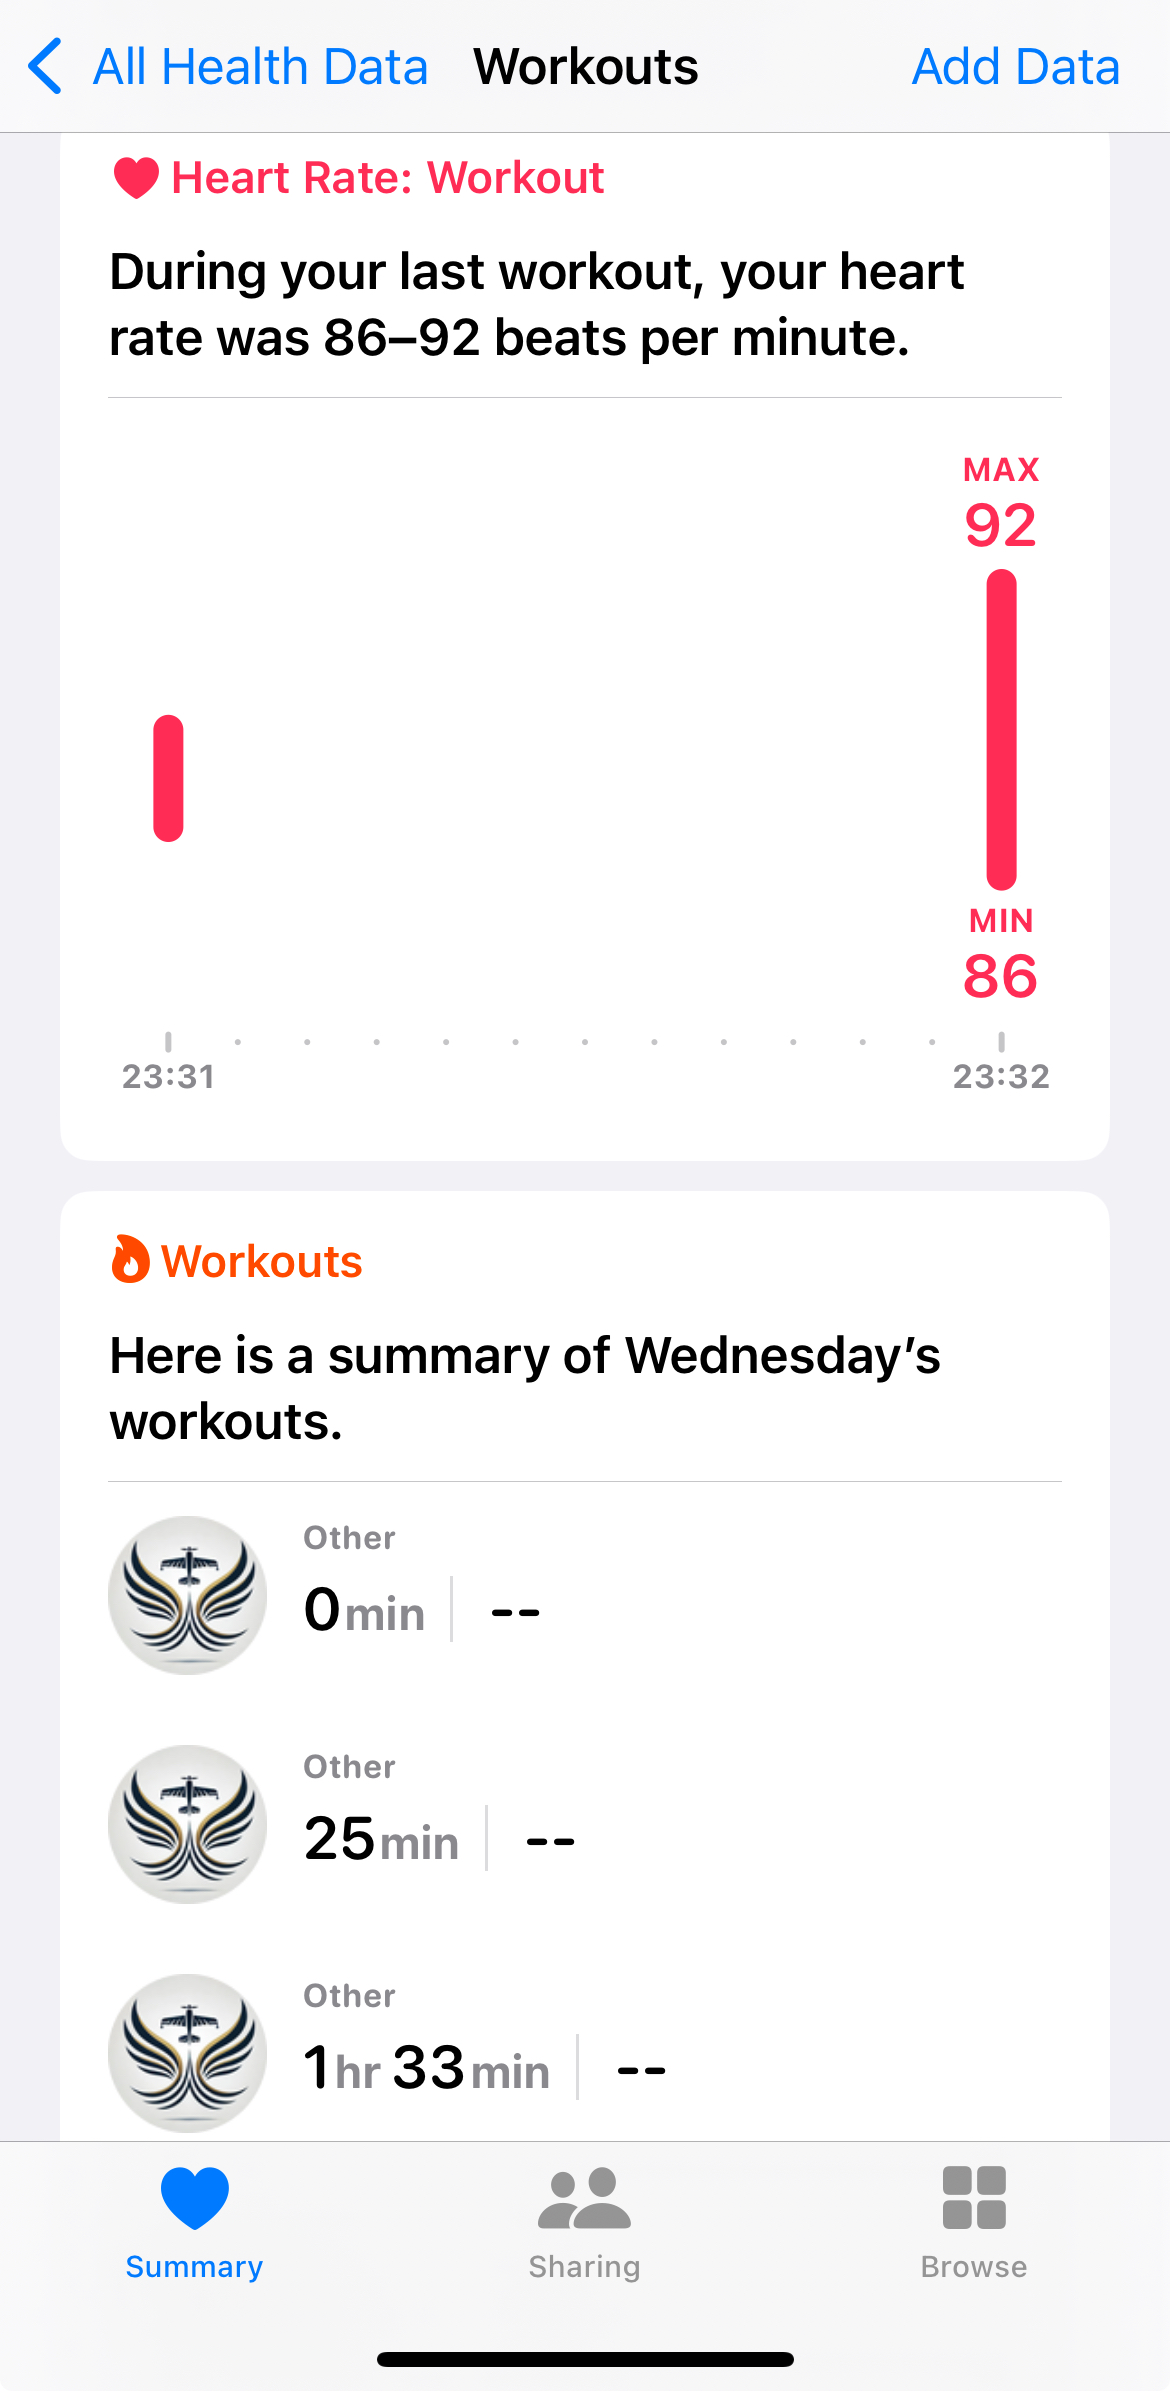 All Health Data Workouts Add Data
Heart Rate: Workout
During your last workout, your heart
rate was 86–92 beats per minute.
MAX
92
MIN
86
23:31 23:32
Workouts
Here is a summary of Wednesday’s
workouts.
Other
0 min --
Other
25 min --
Other
1 hr 33 min --
Summary Sharing Browse